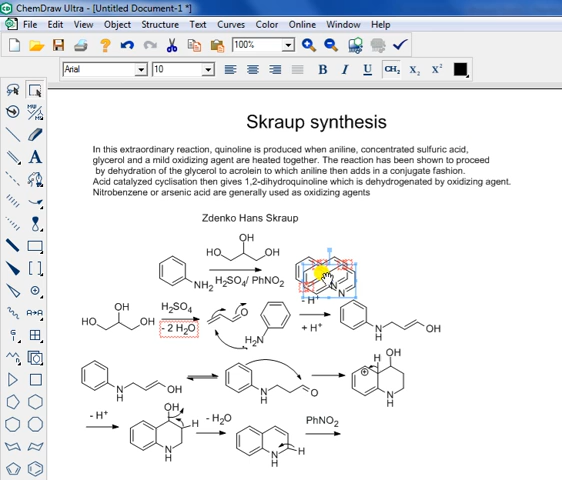 ChemDraw Ultra - [Untitled Document-1 *]
File Edit View Object Structure Text Curves Color Online Window Help
100%
Arial 10 B I U CH2 X2 X2
Skraup synthesis
In this extraordinary reaction, quinoline is produced when aniline, concentrated sulfuric acid,
glycerol and a mild oxidizing agent are heated together. The reaction has been shown to proceed
by dehydration of the glycerol to acrolein to which aniline then adds in a conjugate fashion.
Acid catalyzed cyclisation then gives 1,2-dihydroquinoline which is dehydrogenated by oxidizing agent.
Nitrobenzene or arsenic acid are generally used as oxidizing agents
Zdenko Hans Skraup
OH
HO OH
NH2 H2SO4/ PhNO2 N N
OH H2SO4 O - H+
HO OH - 2 H2O H2N + H+ N OH
H
H OH
N OH N O N
H H H
- H+ OH H - H2O PhNO2
N N H
H H